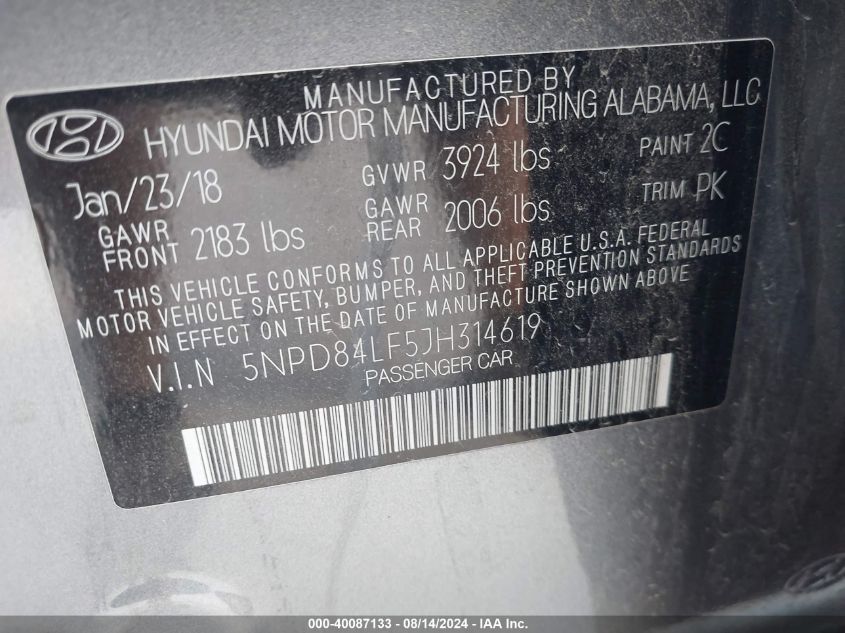 MANUFACTURED BY
HYUNDAI MOTOR MANUFACTURING ALABAMA, LLC
Jan/23/18 GVWR 3924 lbs PAINT 2C
GAWR FRONT 2183 lbs GAWR REAR 2006 lbs TRIM PK
THIS VEHICLE CONFORMS TO ALL APPLICABLE U.S.A. FEDERAL
MOTOR VEHICLE SAFETY, BUMPER, AND THEFT PREVENTION STANDARDS
IN EFFECT ON THE DATE OF MANUFACTURE SHOWN ABOVE
V.I.N 5NPD84LF5JH314619
PASSENGER CAR
000-40087133 - 08/14/2024 - IAA Inc.